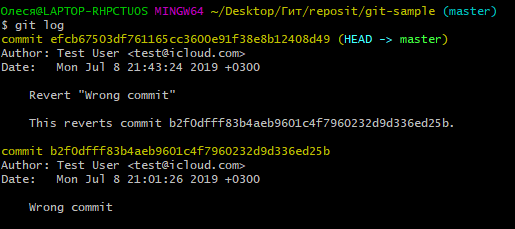 Олеся@LAPTOP-RHPCTUOS MINGW64 ~/Desktop/Гит/reposit/git-sample (master)
$ git log
commit efcb67503df761165cc3600e91f38e8b12408d49 (HEAD -> master)
Author: Test User <test@icloud.com>
Date:   Mon Jul 8 21:43:24 2019 +0300
Revert "Wrong commit"
This reverts commit b2f0dfff83b4aeb9601c4f7960232d9d336ed25b.
commit b2f0dfff83b4aeb9601c4f7960232d9d336ed25b
Author: Test User <test@icloud.com>
Date:   Mon Jul 8 21:01:26 2019 +0300
Wrong commit